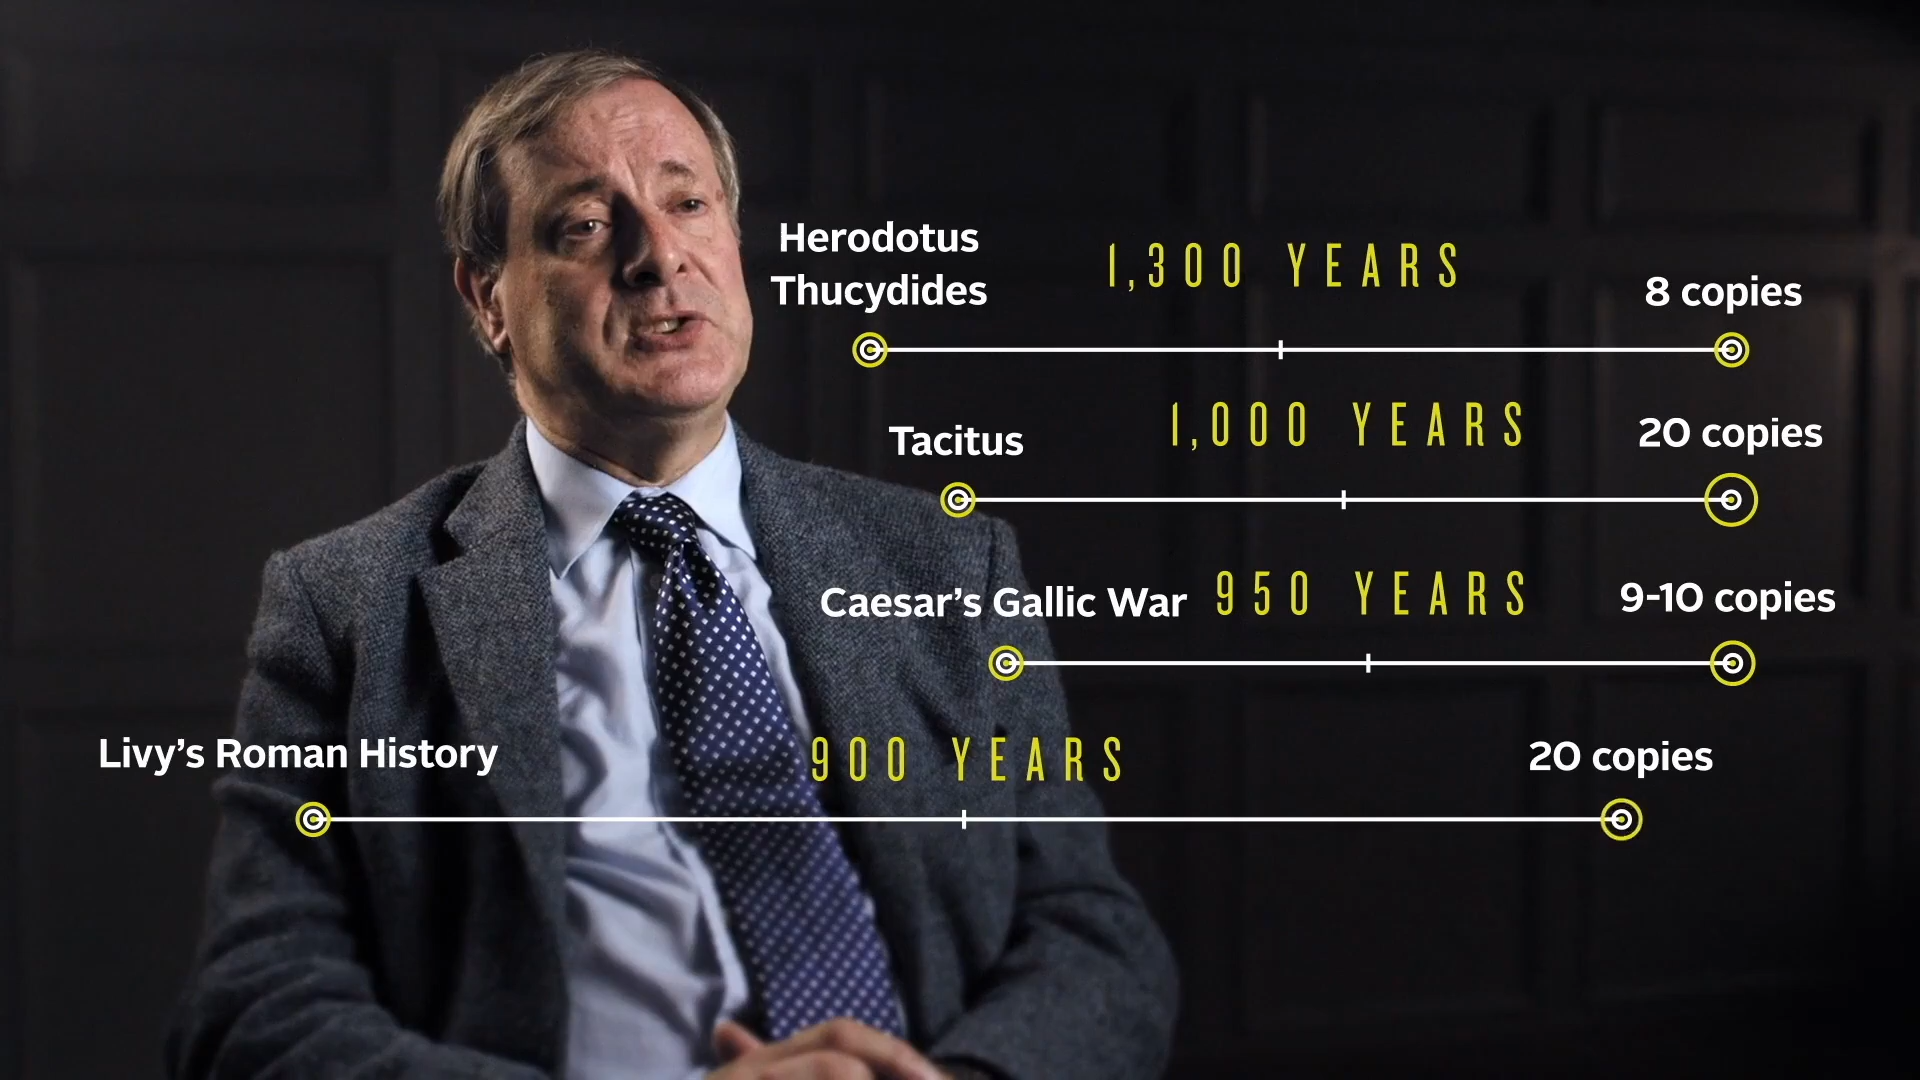 Herodotus
Thucydides
1,300 YEARS
8 copies
Tacitus
1,000 YEARS
20 copies
Caesar's Gallic War
950 YEARS
9-10 copies
Livy's Roman History
900 YEARS
20 copies